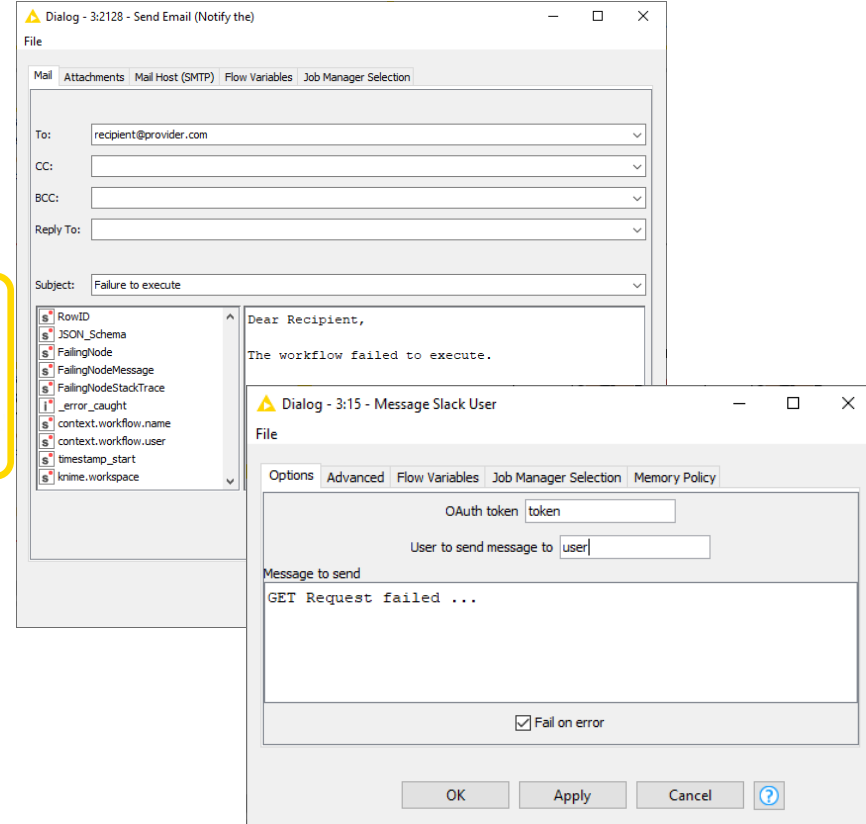 Dialog - 3:2128 - Send Email (Notify the)
File
Mail Attachments Mail Host (SMTP) Flow Variables Job Manager Selection
To: recipient@provider.com
CC:
BCC:
Reply To:
Subject: Failure to execute
s RowID
s JSON_Schema
s FailingNode
s FailingNodeMessage
s FailingNodeStackTrace
i _error_caught
s context.workflow.name
s context.workflow.user
s timestamp_start
s knime.workspace
Dear Recipient,
The workflow failed to execute.
Dialog - 3:15 - Message Slack User
File
Options Advanced Flow Variables Job Manager Selection Memory Policy
OAuth token token
User to send message to user
Message to send
GET Request failed ...
Fail on error
OK Apply Cancel ?